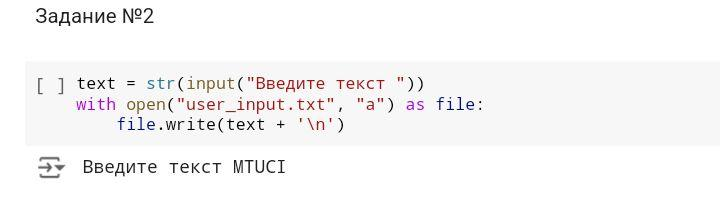 Задание №2
[ ] text = str(input("Введите текст "))
with open("user_input.txt", "a") as file:
file.write(text + '\n')
Введите текст MTUCI